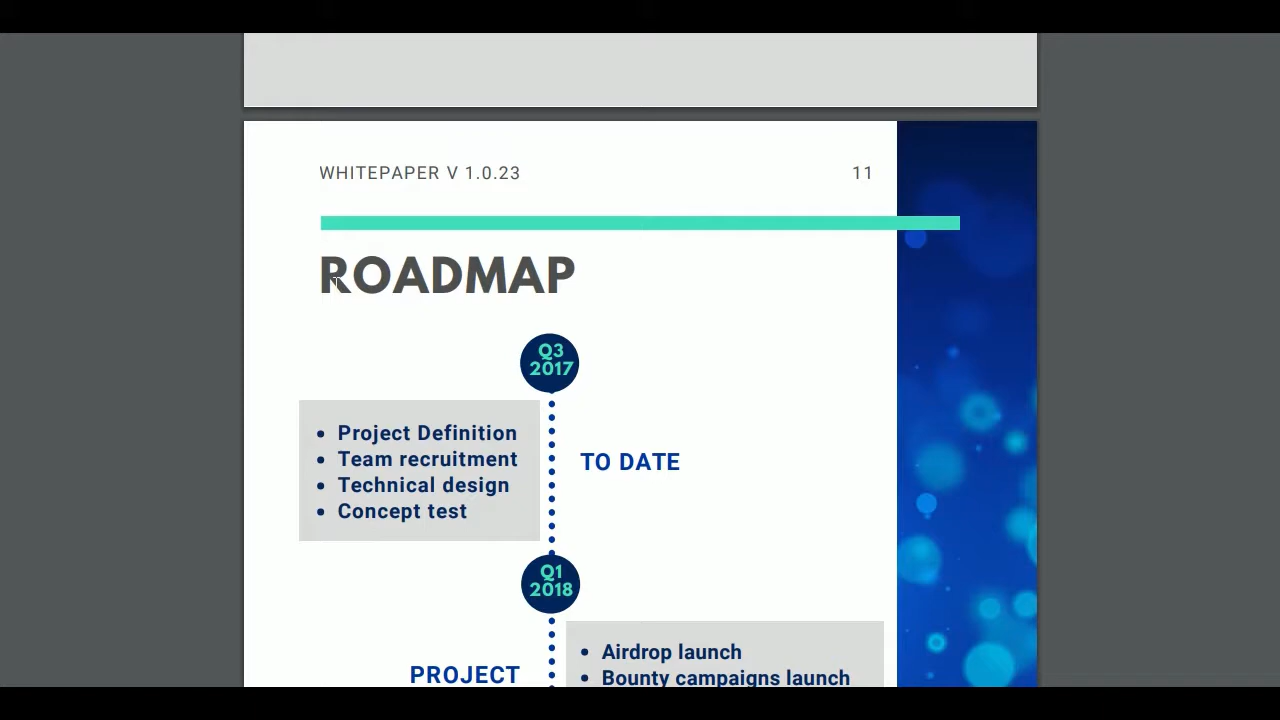 WHITEPAPER V 1.0.23 11
ROADMAP
Q3
2017
• Project Definition
• Team recruitment
• Technical design
• Concept test
TO DATE
Q1
2018
PROJECT
• Airdrop launch
• Bounty campaigns launch